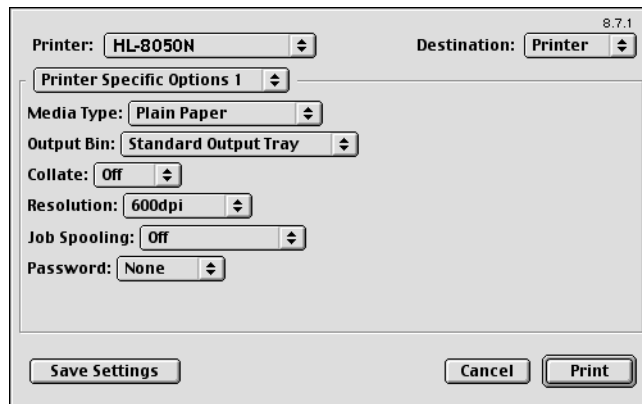 8.7.1
Printer: HL-8050N Destination: Printer
Printer Specific Options 1
Media Type: Plain Paper
Output Bin: Standard Output Tray
Collate: Off
Resolution: 600dpi
Job Spooling: Off
Password: None
Save Settings Cancel Print